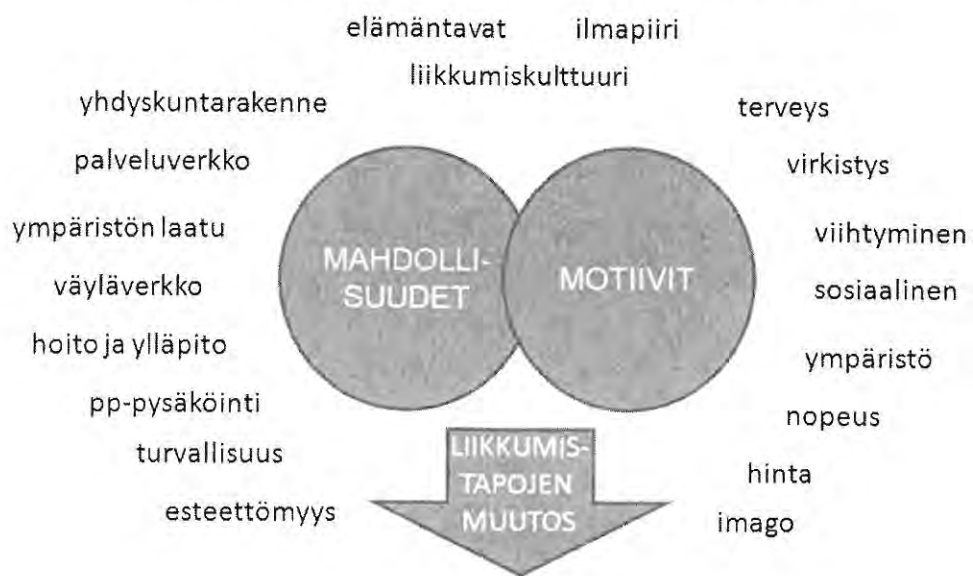 elämäntavat ilmapiiri
liikkumiskulttuuri
yhdyskuntarakenne
palveluverkko
ympäristön laatu
väyläverkko
hoito ja ylläpito
pp-pysäköinti
turvallisuus
esteettömyys
MAHDOLLI-
SUUDET
MOTIIVIT
terveys
virkistys
viihtyminen
sosiaalinen
ympäristö
nopeus
hinta
imago
LIIKKUMIS-
TAPOJEN
MUUTOS